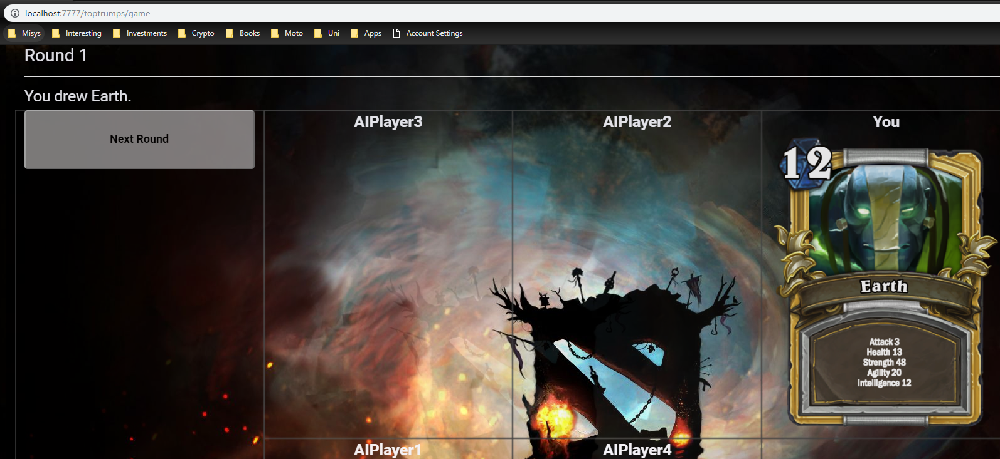 localhost:7777/toptrumps/game
Misys Interesting Investments Crypto Books Moto Uni Apps Account Settings
Round 1
You drew Earth.
Next Round
AIPlayer3
AIPlayer2
You
12
Earth
Attack 3
Health 13
Strength 48
Agility 20
Intelligence 12
AIPlayer1
AIPlayer4